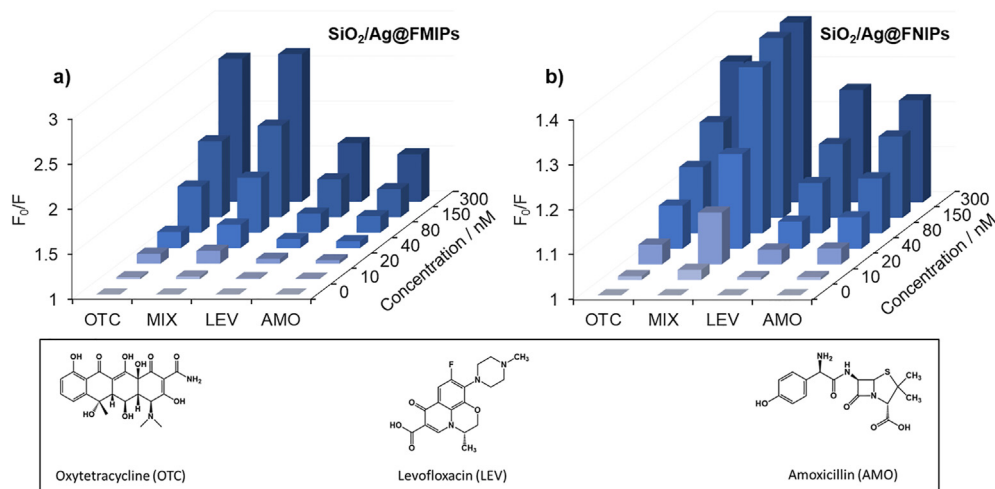 SiO₂/Ag@FMIPs
a)
3
2.5
2
1.5
1
F₀/F
OTC MIX LEV AMO
0 10 20 40 80 150 300
Concentration / nM
SiO₂/Ag@FNIPs
b)
1.4
1.3
1.2
1.1
1
F₀/F
OTC MIX LEV AMO
0 10 20 40 80 150 300
Concentration / nM
OH O OH O O
OH
NH₂
HO H OH H OH
N
Oxytetracycline (OTC)
F
N CH₃
N
O
O
HO
N
O
CH₃
Levofloxacin (LEV)
NH₂
H
N
S
CH₃
CH₃
HO
O
N
O
O
OH
Amoxicillin (AMO)